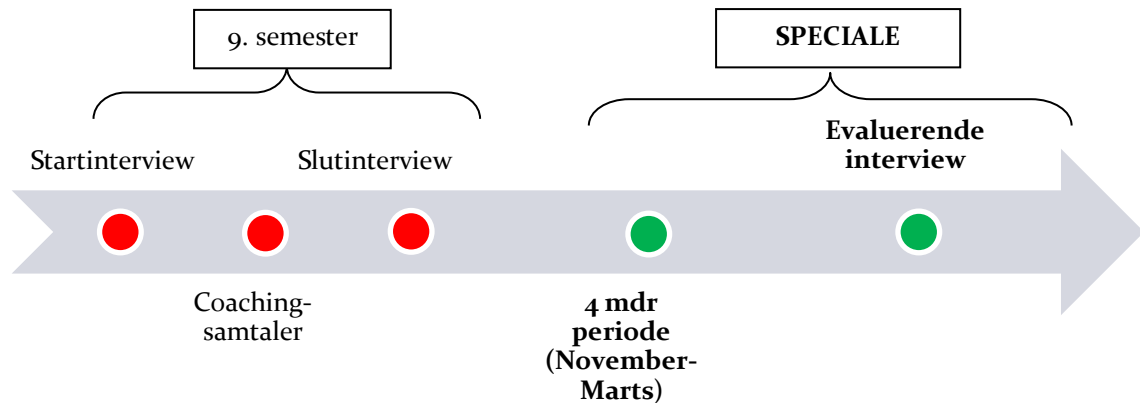 9. semester
SPECIALE
Startinterview
Slutinterview
Evaluerende
interview
Coaching-
samtaler
4 mdr
periode
(November-
Marts)